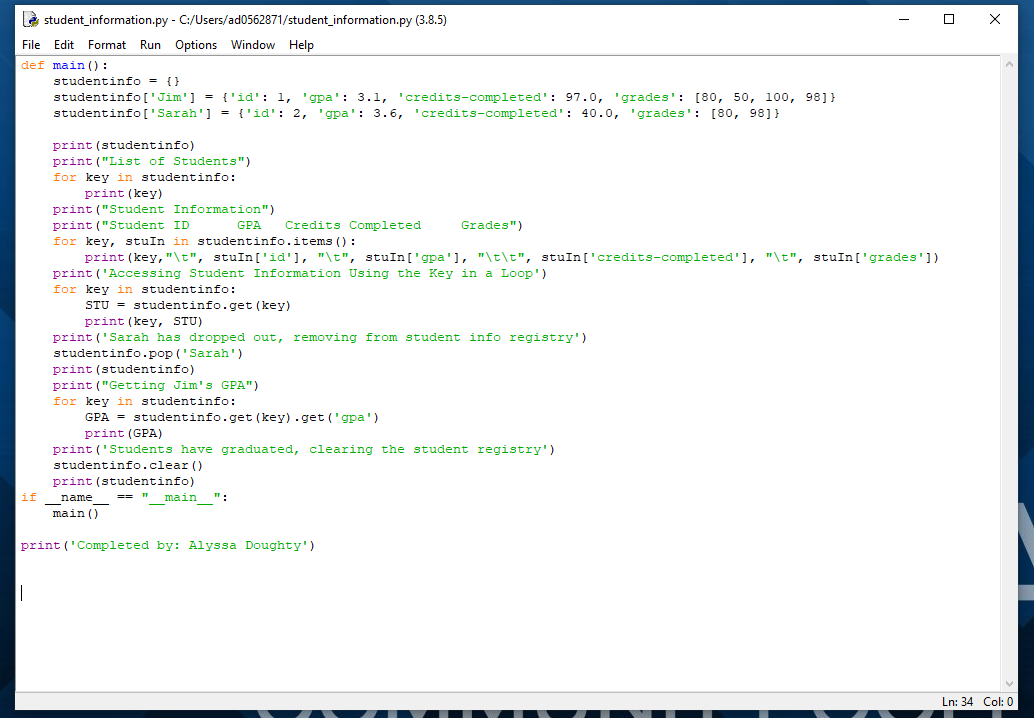 student_information.py - C:/Users/ad0562871/student_information.py (3.8.5)
File Edit Format Run Options Window Help
def main():
    studentinfo = {}
    studentinfo['Jim'] = {'id': 1, 'gpa': 3.1, 'credits-completed': 97.0, 'grades': [80, 50, 100, 98]}
    studentinfo['Sarah'] = {'id': 2, 'gpa': 3.6, 'credits-completed': 40.0, 'grades': [80, 98]}

    print(studentinfo)
    print("List of Students")
    for key in studentinfo:
        print(key)
    print("Student Information")
    print("Student ID      GPA   Credits Completed     Grades")
    for key, stuIn in studentinfo.items():
        print(key,"\t", stuIn['id'], "\t", stuIn['gpa'], "\t\t", stuIn['credits-completed'], "\t", stuIn['grades'])
    print('Accessing Student Information Using the Key in a Loop')
    for key in studentinfo:
        STU = studentinfo.get(key)
        print(key, STU)
    print('Sarah has dropped out, removing from student info registry')
    studentinfo.pop('Sarah')
    print(studentinfo)
    print("Getting Jim's GPA")
    for key in studentinfo:
        GPA = studentinfo.get(key).get('gpa')
        print(GPA)
    print('Students have graduated, clearing the student registry')
    studentinfo.clear()
    print(studentinfo)
if __name__ == "__main__":
    main()

print('Completed by: Alyssa Doughty')
Ln: 34 Col: 0